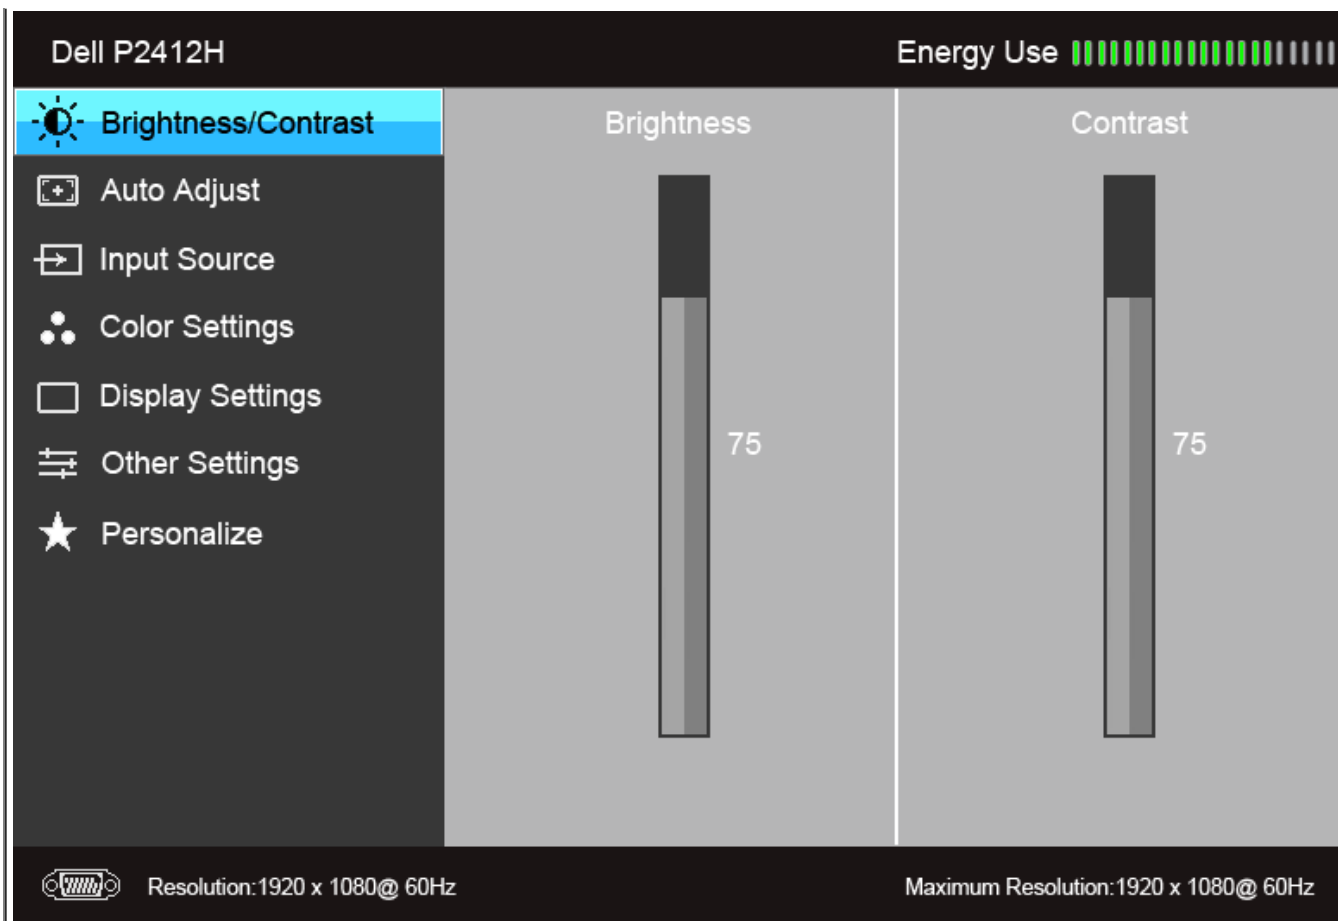 Dell P2412H
Energy Use
Brightness/Contrast
Auto Adjust
Input Source
Color Settings
Display Settings
Other Settings
Personalize
Brightness
75
Contrast
75
Resolution:1920 x 1080@ 60Hz
Maximum Resolution:1920 x 1080@ 60Hz